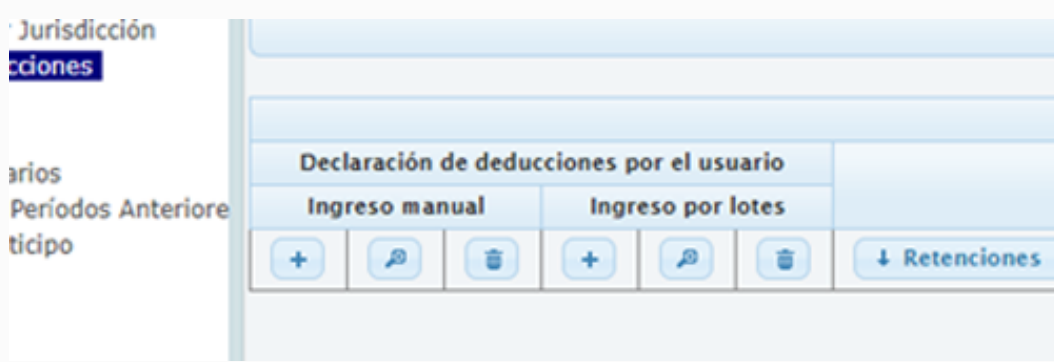 Jurisdicción
cciones
arios
Períodos Anteriore
ticipo
Declaración de deducciones por el usuario
Ingreso manual Ingreso por lotes
Retenciones